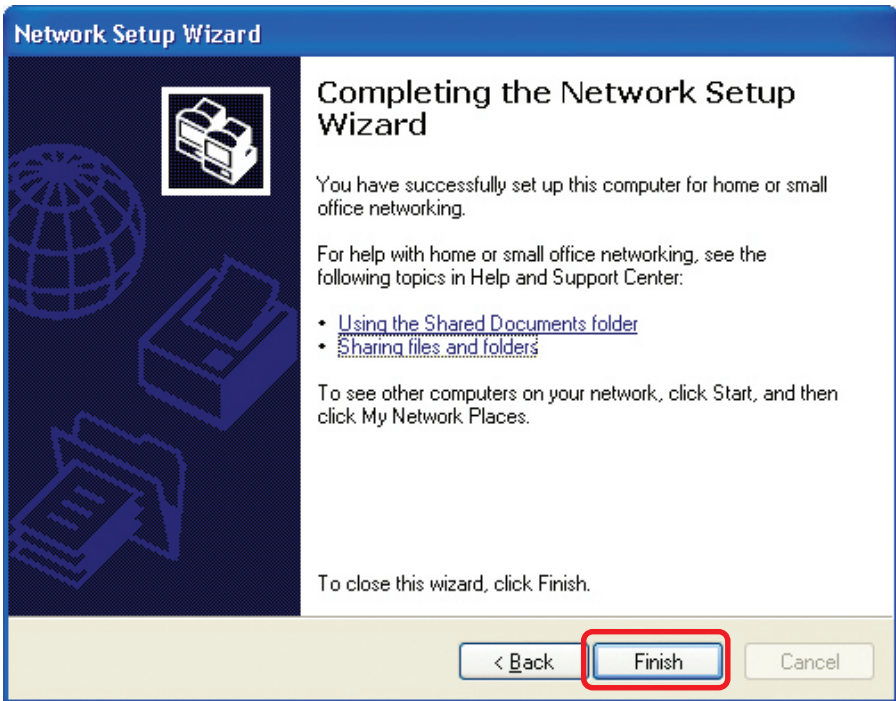 Network Setup Wizard
Completing the Network Setup
Wizard
You have successfully set up this computer for home or small
office networking.
For help with home or small office networking, see the
following topics in Help and Support Center:
• Using the Shared Documents folder
• Sharing files and folders
To see other computers on your network, click Start, and then
click My Network Places.
To close this wizard, click Finish.
< Back Finish Cancel